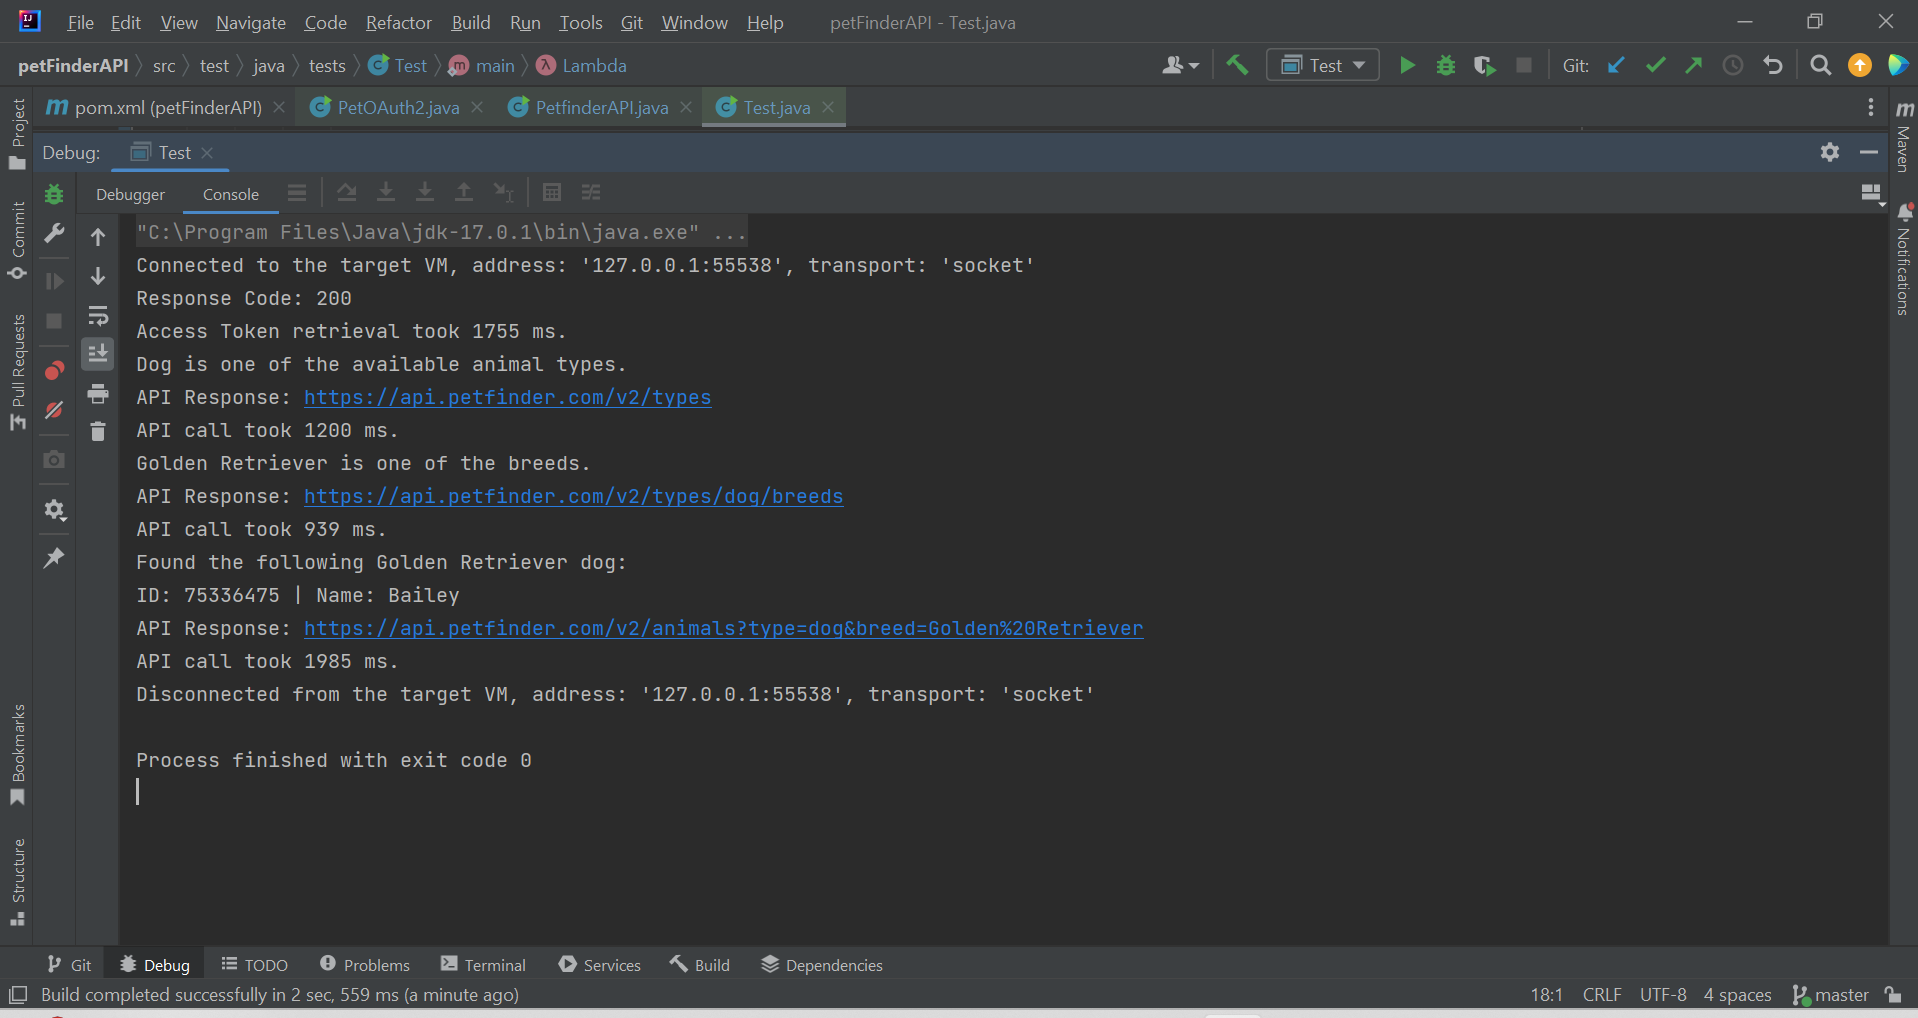 File Edit View Navigate Code Refactor Build Run Tools Git Window Help petFinderAPI - Test.java
petFinderAPI src test java tests Test main Lambda Test Git:
pom.xml (petFinderAPI) PetOAuth2.java PetfinderAPI.java Test.java
Debug: Test
Debugger Console
"C:\Program Files\Java\jdk-17.0.1\bin\java.exe" ...
Connected to the target VM, address: '127.0.0.1:55538', transport: 'socket'
Response Code: 200
Access Token retrieval took 1755 ms.
Dog is one of the available animal types.
API Response: https://api.petfinder.com/v2/types
API call took 1200 ms.
Golden Retriever is one of the breeds.
API Response: https://api.petfinder.com/v2/types/dog/breeds
API call took 939 ms.
Found the following Golden Retriever dog:
ID: 75336475 | Name: Bailey
API Response: https://api.petfinder.com/v2/animals?type=dog&breed=Golden%20Retriever
API call took 1985 ms.
Disconnected from the target VM, address: '127.0.0.1:55538', transport: 'socket'
Process finished with exit code 0
Project
Commit
Pull Requests
Bookmarks
Structure
Maven
Notifications
Git Debug TODO Problems Terminal Services Build Dependencies
Build completed successfully in 2 sec, 559 ms (a minute ago) 18:1 CRLF UTF-8 4 spaces master